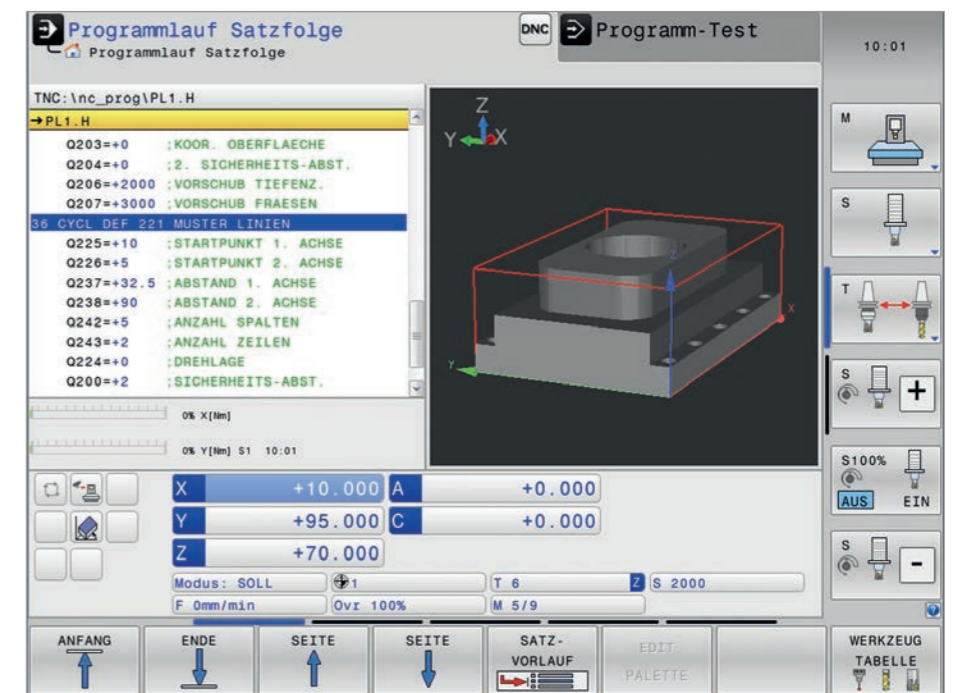 Programmlauf Satzfolge
Programmlauf Satzfolge
DNC
Programm-Test
10:01
TNC:\nc_prog\PL1.H
→PL1.H
Q203=+0 ;KOOR. OBERFLAECHE
Q204=+0 ;2. SICHERHEITS-ABST.
Q206=+2000 ;VORSCHUB TIEFENZ.
Q207=+3000 ;VORSCHUB FRAESEN
36 CYCL DEF 221 MUSTER LINIEN
Q225=+10 ;STARTPUNKT 1. ACHSE
Q226=+5 ;STARTPUNKT 2. ACHSE
Q237=+32.5 ;ABSTAND 1. ACHSE
Q238=+90 ;ABSTAND 2. ACHSE
Q242=+5 ;ANZAHL SPALTEN
Q243=+2 ;ANZAHL ZEILEN
Q224=+0 ;DREHLAGE
Q200=+2 ;SICHERHEITS-ABST.
0% X[Nm]
0% Y[Nm] S1 10:01
Z
Y X
Z
X
Y
X +10.000 A +0.000
Y +95.000 C +0.000
Z +70.000
Modus: SOLL 1 T 6 Z S 2000
F 0mm/min Ovr 100% M 5/9
M
S
T
S
+
S100%
AUS EIN
S
-
?
ANFANG
ENDE
SEITE
SEITE
SATZ-
VORLAUF
EDIT
PALETTE
WERKZEUG
TABELLE